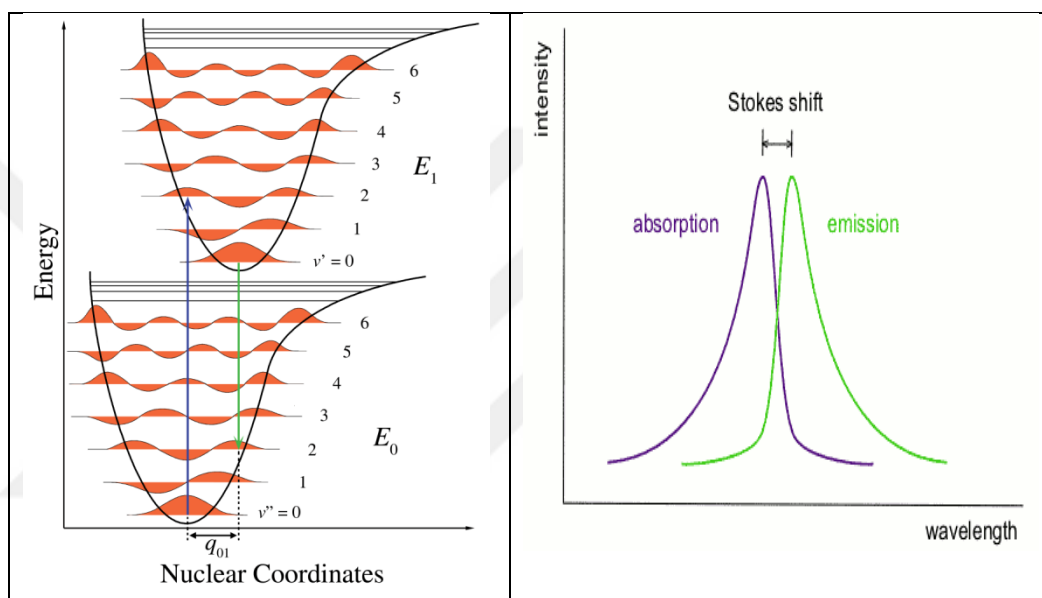 Energy
6
5
4
3
E1
2
1
v' = 0
6
5
4
3
E0
2
1
v'' = 0
q01
Nuclear Coordinates
intensity
Stokes shift
absorption
emission
wavelength